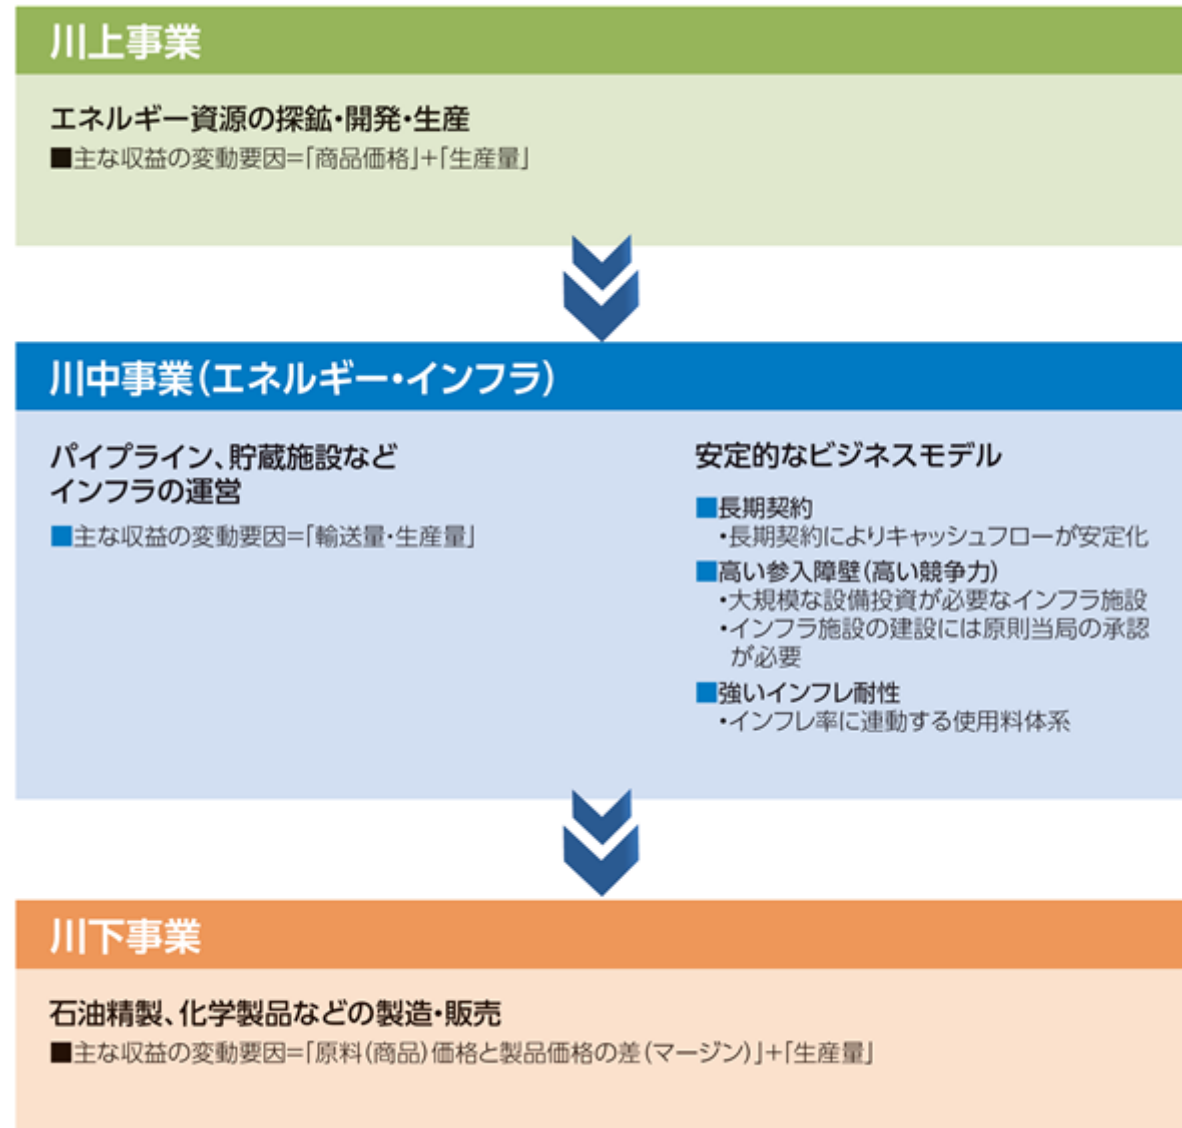 川上事業
エネルギー資源の探鉱・開発・生産
■主な収益の変動要因=｢商品価格｣+｢生産量｣
川中事業(エネルギー・インフラ)
パイプライン、貯蔵施設など
インフラの運営
■主な収益の変動要因=｢輸送量・生産量｣
安定的なビジネスモデル
■長期契約
・長期契約によりキャッシュフローが安定化
■高い参入障壁(高い競争力)
・大規模な設備投資が必要なインフラ施設
・インフラ施設の建設には原則当局の承認
が必要
■強いインフレ耐性
・インフレ率に連動する使用料体系
川下事業
石油精製、化学製品などの製造・販売
■主な収益の変動要因=｢原料(商品)価格と製品価格の差(マージン)｣+｢生産量｣